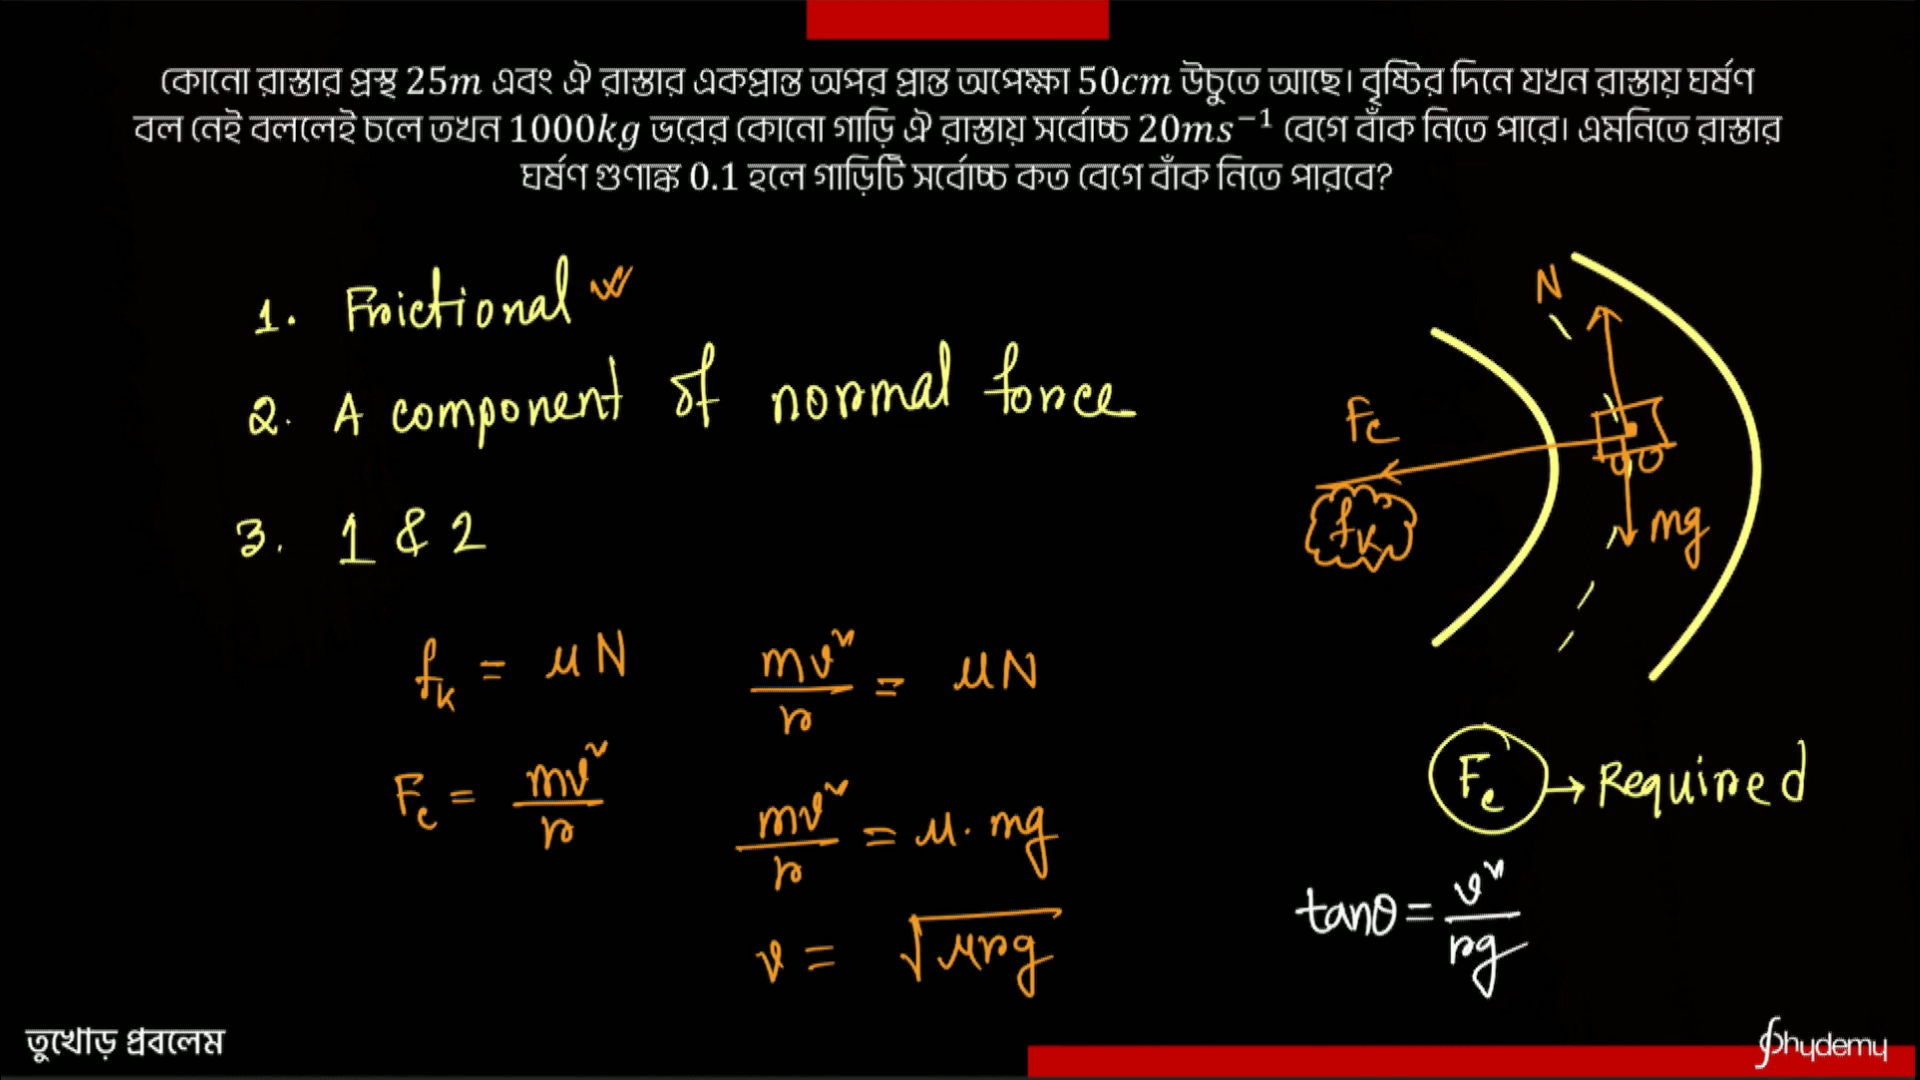 কোনো রাস্তার প্রস্থ 25m এবং ঐ রাস্তার একপ্রান্ত অপর প্রান্ত অপেক্ষা 50cm উচুঁতে আছে। বৃষ্টির দিনে যখন রাস্তায় ঘর্ষণ
বল নেই বললেই চলে তখন 1000kg ভরের কোনো গাড়ি ঐ রাস্তায় সর্বোচ্চ 20ms⁻¹ বেগে বাঁক নিতে পারে। এমনিতে রাস্তার
ঘর্ষণ গুণাঙ্ক 0.1 হলে গাড়িটি সর্বোচ্চ কত বেগে বাঁক নিতে পারবে?
1. Frictional
2. A component of normal force
3. 1 & 2
N
Fc
fk
mg
fk = μN
mv²/r = μN
Fc = mv²/r
mv²/r = μ. mg
v = √μrg
Fc → Required
tanθ = v²/rg
তুখোড় প্রবলেম
Phydemy